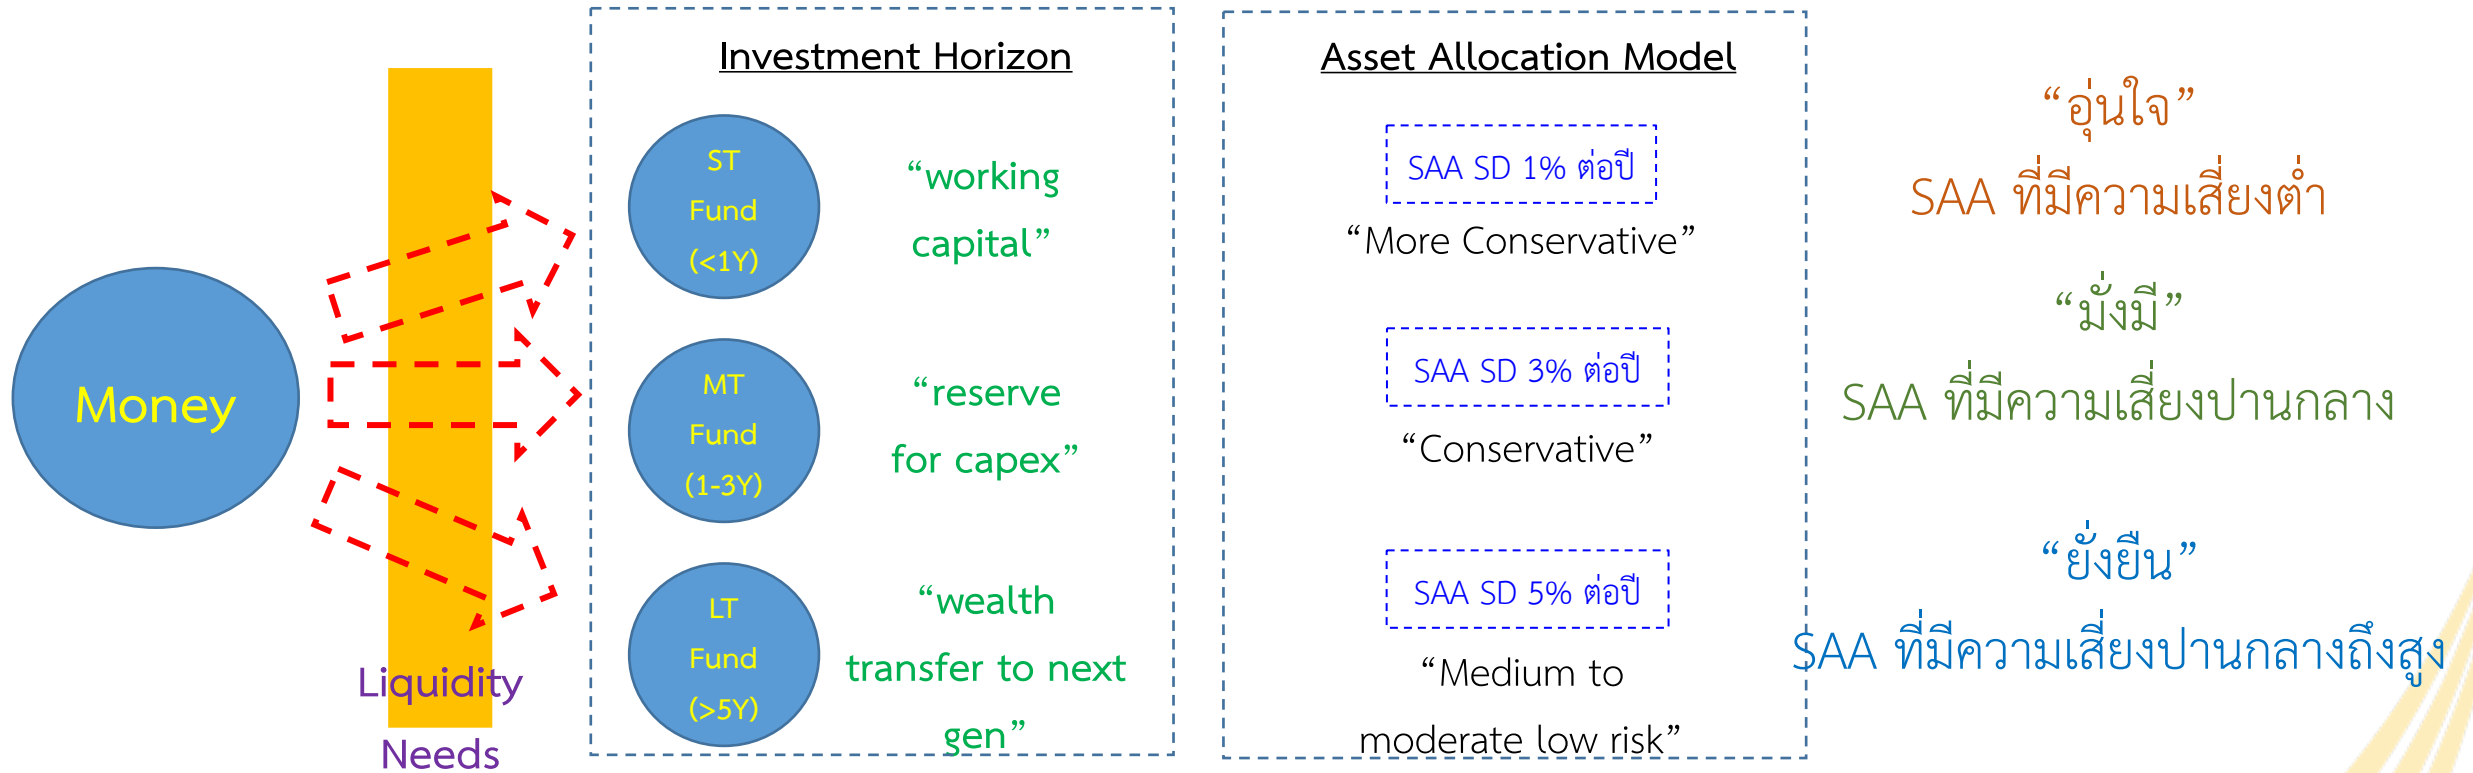 Money
Liquidity
Needs
Investment Horizon
ST
Fund
(<1Y)
“working
capital”
MT
Fund
(1-3Y)
“reserve
for capex”
LT
Fund
(>5Y)
“wealth
transfer to next
gen”
Asset Allocation Model
SAA SD 1% ต่อปี
“More Conservative”
SAA SD 3% ต่อปี
“Conservative”
SAA SD 5% ต่อปี
“Medium to
moderate low risk”
“อุ่นใจ”
SAA ที่มีความเสี่ยงต่ำ
“มั่งมี”
SAA ที่มีความเสี่ยงปานกลาง
“ยั่งยืน”
SAA ที่มีความเสี่ยงปานกลางถึงสูง